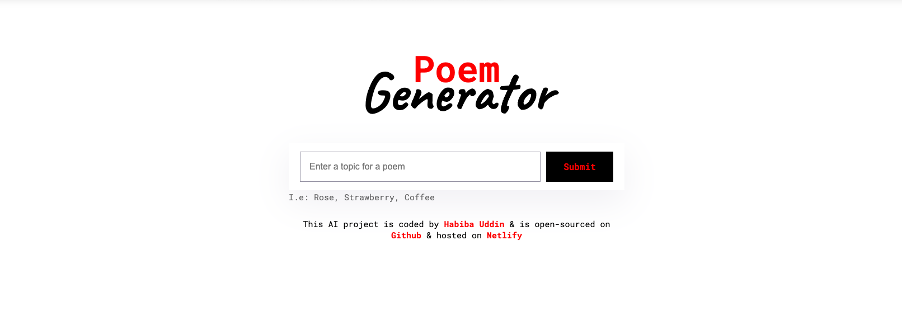 Poem
Generator
Enter a topic for a poem
Submit
I.e: Rose, Strawberry, Coffee
This AI project is coded by Habiba Uddin & is open-sourced on
Github & hosted on Netlify